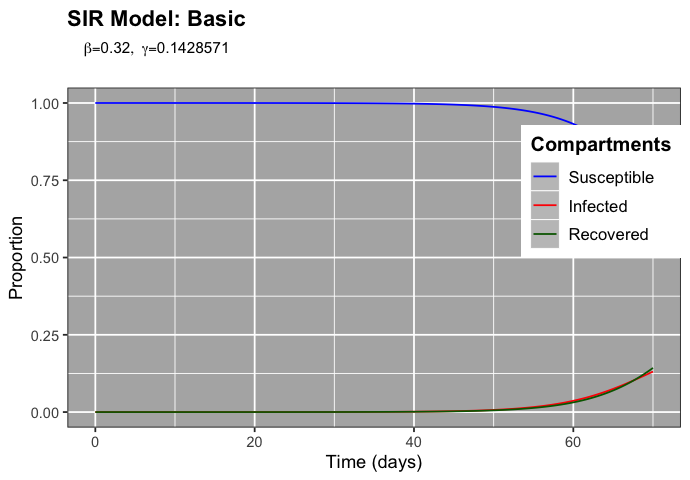 SIR Model: Basic
β=0.32, γ=0.1428571
Proportion
1.00
0.75
0.50
0.25
0.00
Compartments
Susceptible
Infected
Recovered
0 20 40 60
Time (days)